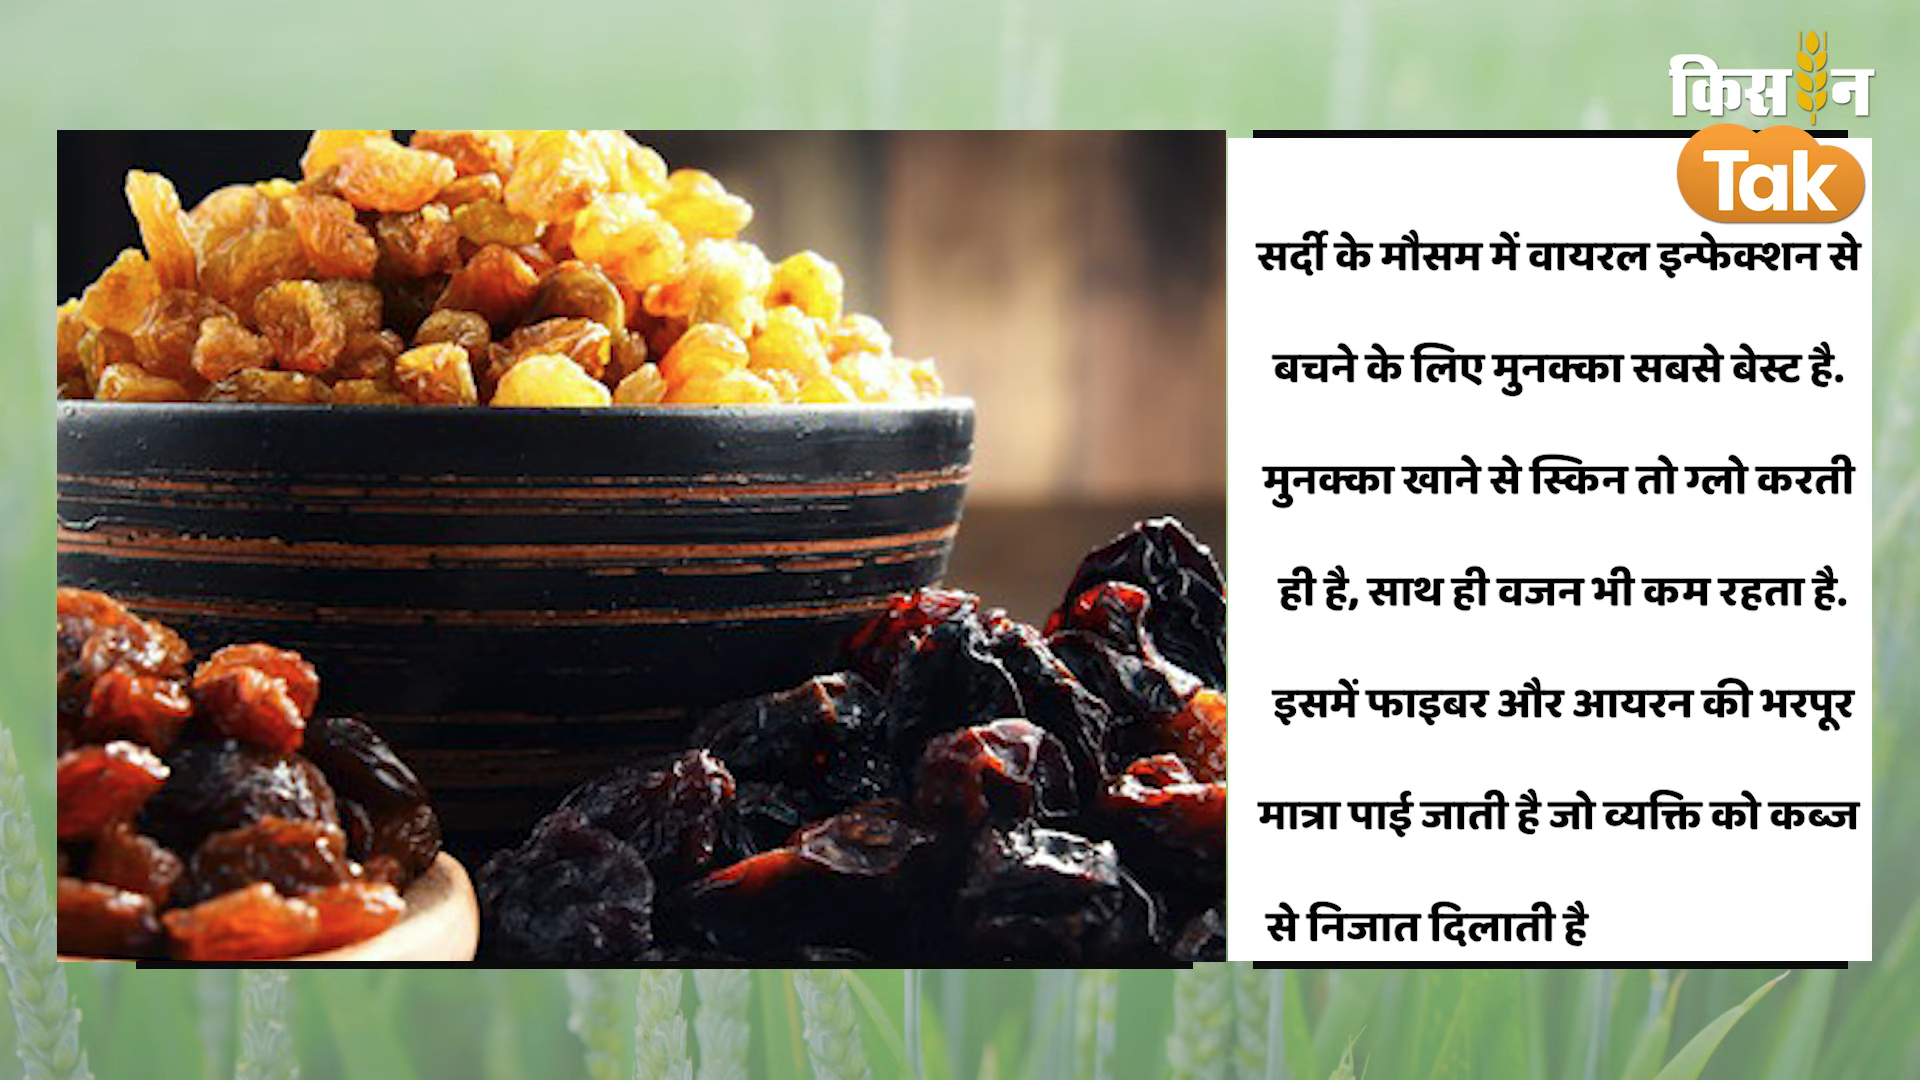 किसान
Tak
सर्दी के मौसम में वायरल इन्फेक्शन से
बचने के लिए मुनक्का सबसे बेस्ट है.
मुनक्का खाने से स्किन तो ग्लो करती
ही है, साथ ही वजन भी कम रहता है.
इसमें फाइबर और आयरन की भरपूर
मात्रा पाई जाती है जो व्यक्ति को कब्ज
से निजात दिलाती है